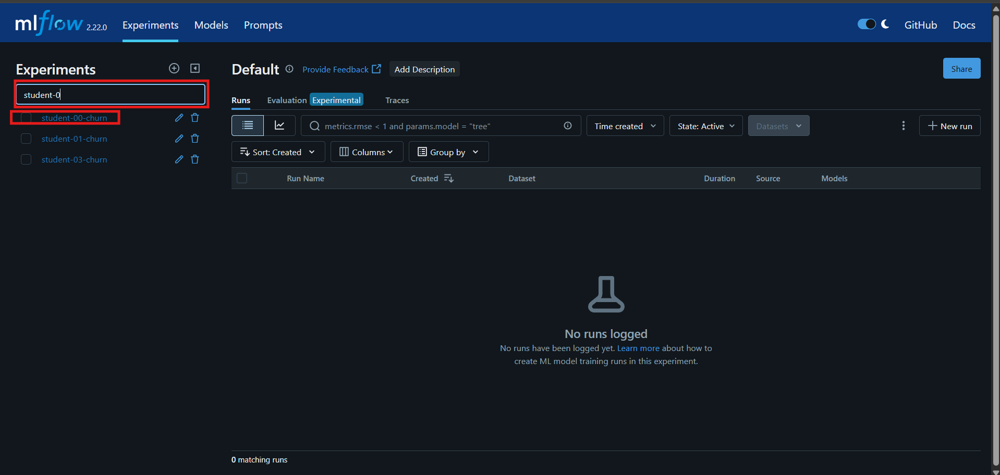 mlflow 2.22.0 Experiments Models Prompts GitHub Docs
Experiments
student-0
student-00-churn
student-01-churn
student-03-churn
Default Provide Feedback Add Description Share
Runs Evaluation Experimental Traces
metrics.rmse < 1 and params.model = "tree" Time created State: Active Datasets New run
Sort: Created Columns Group by
Run Name Created Dataset Duration Source Models
No runs logged
No runs have been logged yet. Learn more about how to
create ML model training runs in this experiment.
0 matching runs